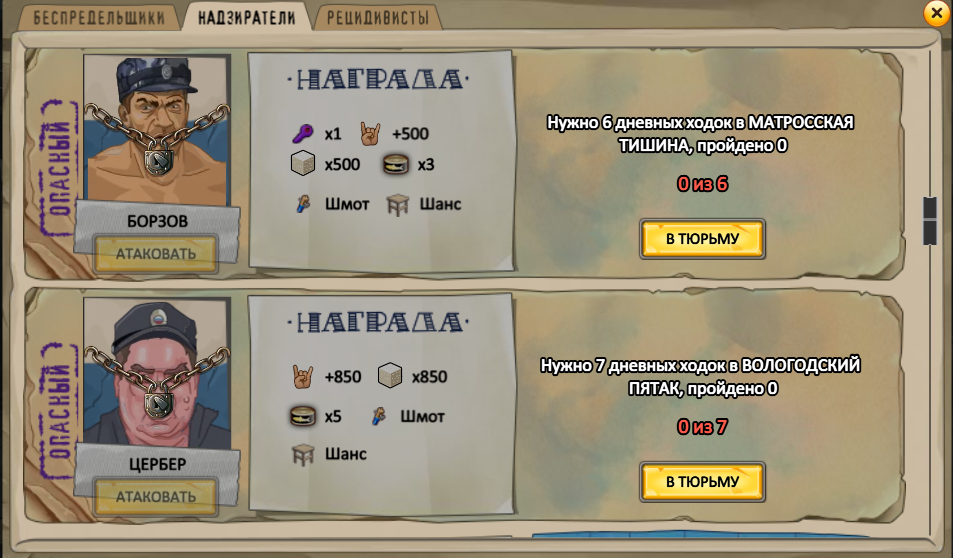 БЕСПРЕДЕЛЬЩИКИ
НАДЗИРАТЕЛИ
РЕЦИДИВИСТЫ
ОПАСНЫЙ
БОРЗОВ
АТАКОВАТЬ
·НАГРАДА·
x1 +500
x500 x3
Шмот Шанс
Нужно 6 дневных ходок в МАТРОССКАЯ
ТИШИНА, пройдено 0
0 из 6
В ТЮРЬМУ
ОПАСНЫЙ
ЦЕРБЕР
АТАКОВАТЬ
·НАГРАДА·
+850 x850
x5 Шмот
Шанс
Нужно 7 дневных ходок в ВОЛОГОДСКИЙ
ПЯТАК, пройдено 0
0 из 7
В ТЮРЬМУ